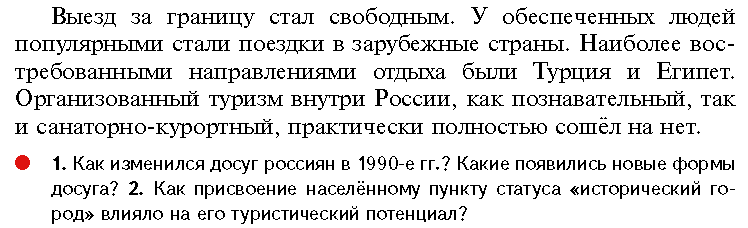 Выезд за границу стал свободным. У обеспеченных людей
популярными стали поездки в зарубежные страны. Наиболее вос-
требованными направлениями отдыха были Турция и Египет.
Организованный туризм внутри России, как познавательный, так
и санаторно-курортный, практически полностью сошёл на нет.
● 1. Как изменился досуг россиян в 1990-е гг.? Какие появились новые формы
досуга? 2. Как присвоение населённому пункту статуса «исторический го-
род» влияло на его туристический потенциал?